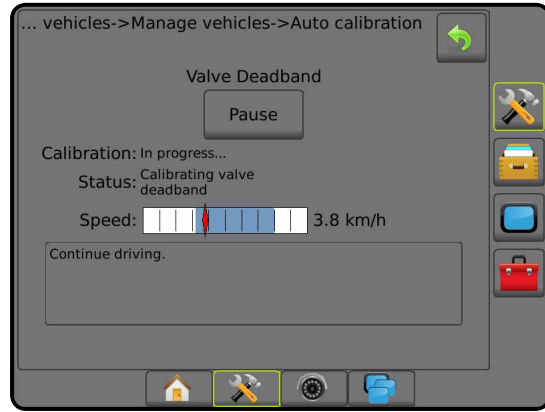 ... vehicles->Manage vehicles->Auto calibration
Valve Deadband
Pause
Calibration: In progress...
Status: Calibrating valve
deadband
Speed: 3.8 km/h
Continue driving.